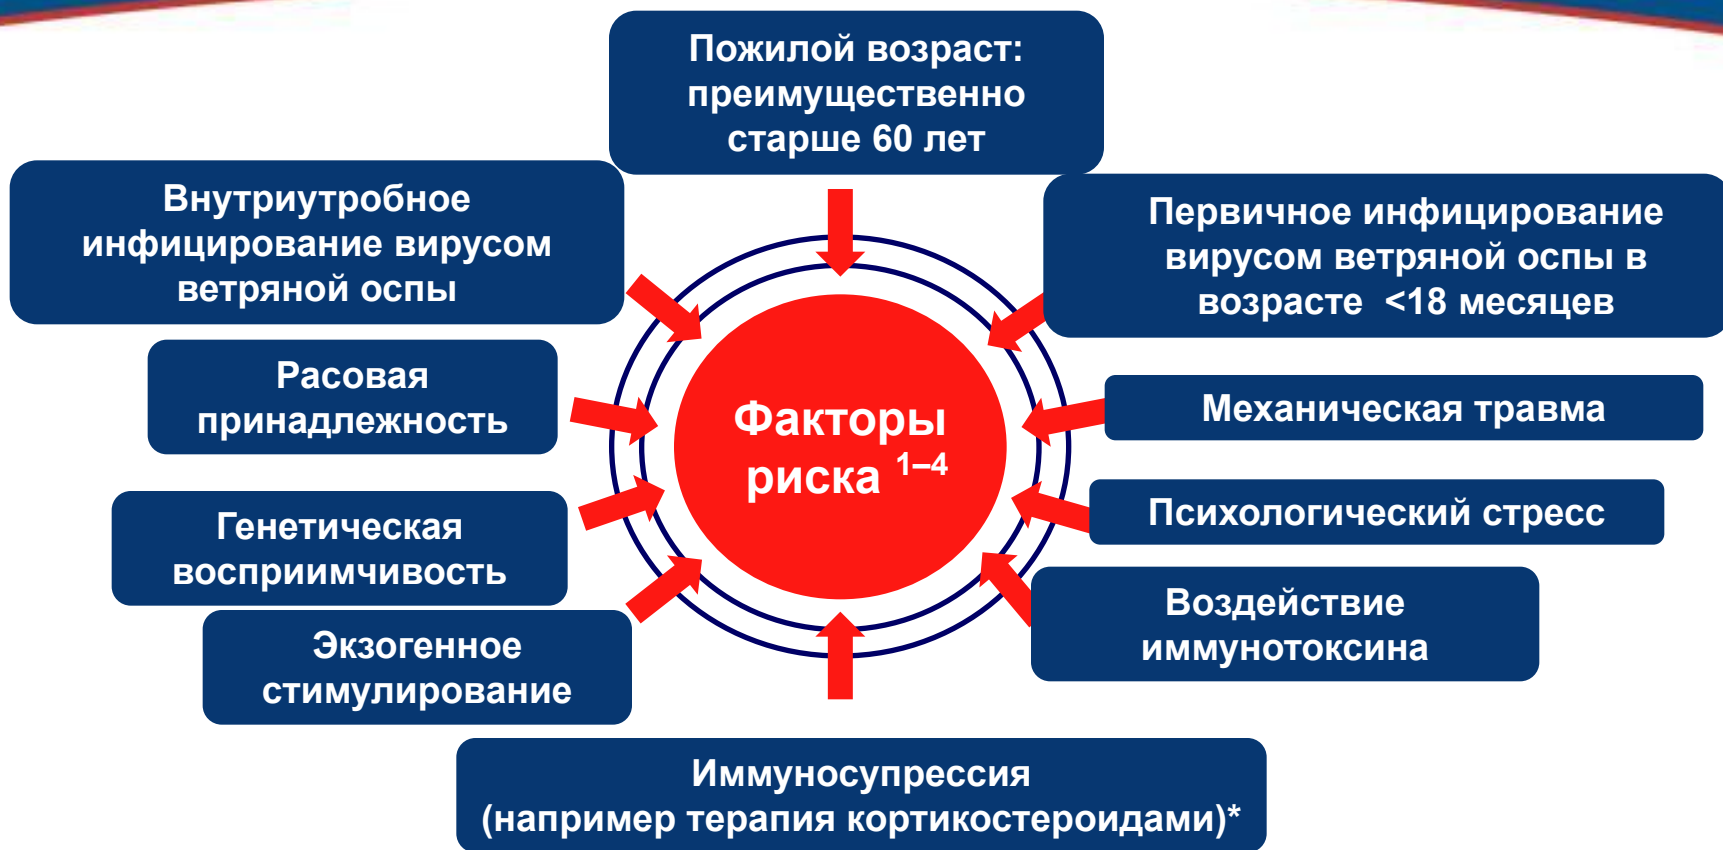 Пожилой возраст:
преимущественно
старше 60 лет
Внутриутробное
инфицирование вирусом
ветряной оспы
Первичное инфицирование
вирусом ветряной оспы в
возрасте <18 месяцев
Расовая
принадлежность
Факторы
риска 1–4
Механическая травма
Генетическая
восприимчивость
Психологический стресс
Экзогенное
стимулирование
Воздействие
иммунотоксина
Иммуносупрессия
(например терапия кортикостероидами)*